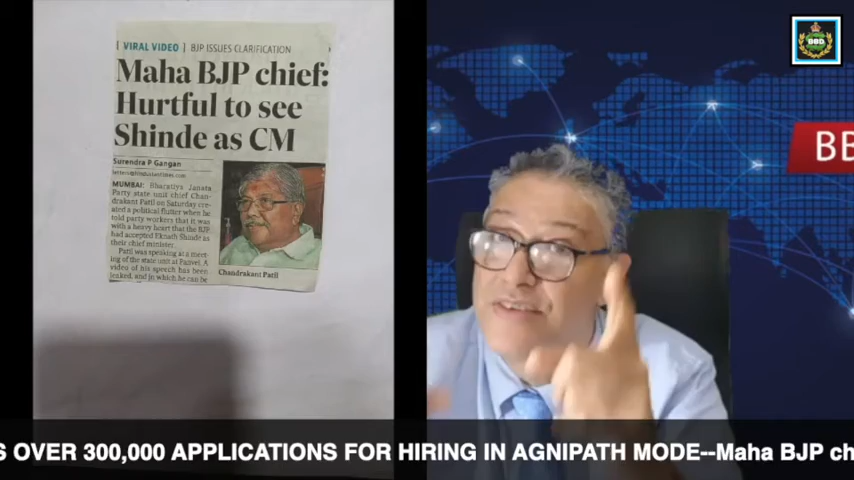 VIRAL VIDEO | BJP ISSUES CLARIFICATION
Maha BJP chief:
Hurtful to see
Shinde as CM
Surendra P Gangan
letters@hindustantimes.com
MUMBAI: Bharatiya Janata
Party state unit chief Chan-
drakant Patil on Saturday cre-
ated a political flutter when he
told party workers that it was
with a heavy heart that the BJP
had accepted Eknath Shinde as
their chief minister.
Patil was speaking at a meet-
ing of the state unit at Panvel. A
video of his speech has been
leaked, and in which he can be
Chandrakant Patil
BB
S OVER 300,000 APPLICATIONS FOR HIRING IN AGNIPATH MODE--Maha BJP ch